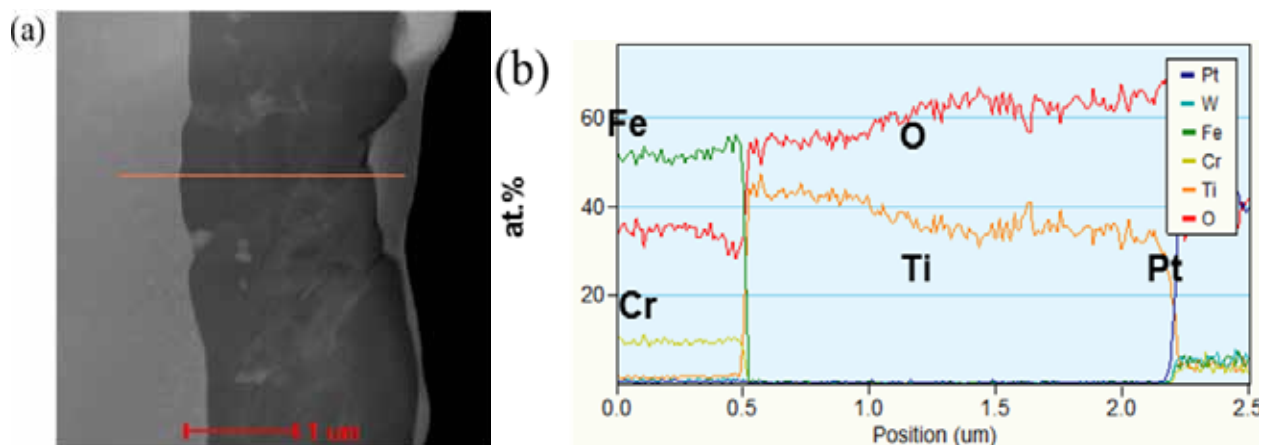 (a)
1 um
(b)
at.%
60
40
20
Fe
O
Cr
Ti
Pt
Pt
W
Fe
Cr
Ti
O
0.0 0.5 1.0 1.5 2.0 2.5
Position (um)